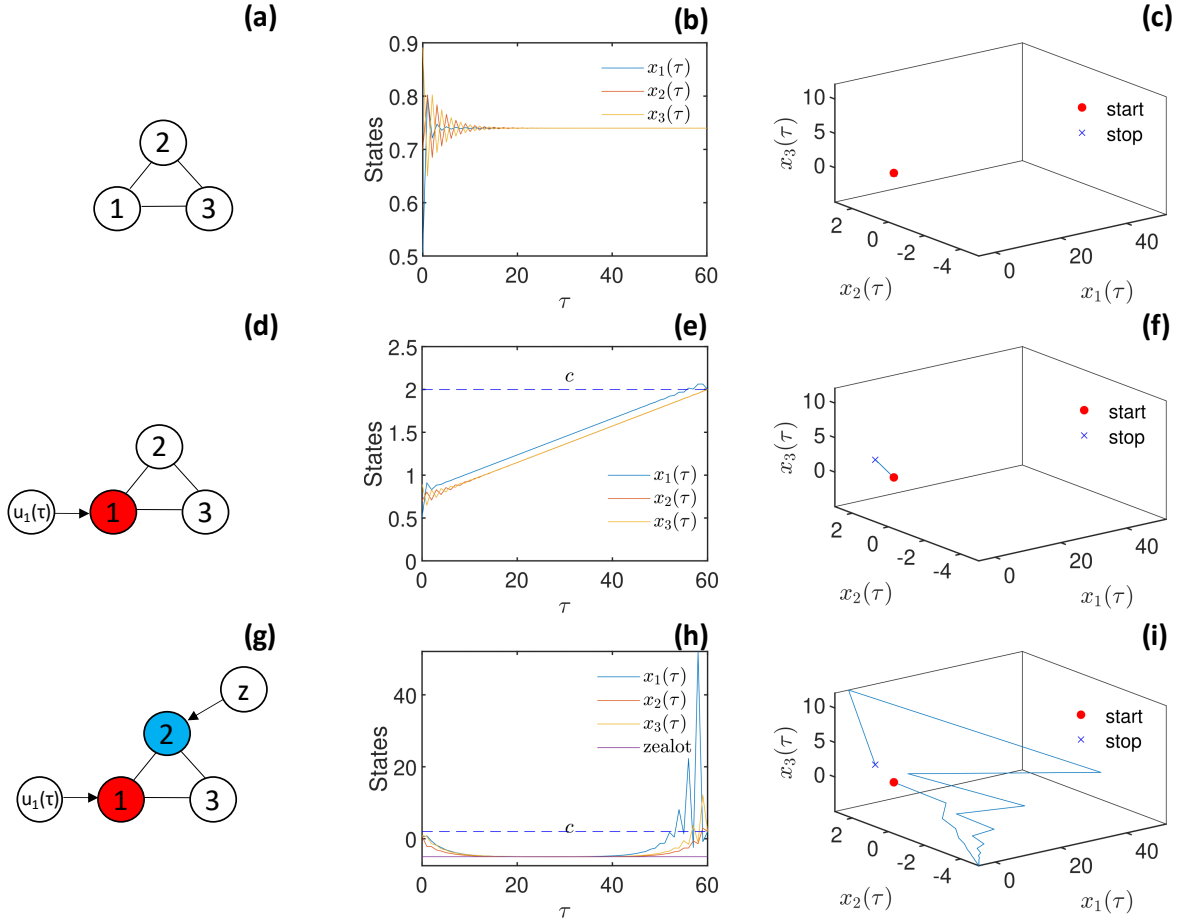 (a)
2
1
3
(b)
0.9
0.8
0.7
0.6
0.5
States
x₁(τ)
x₂(τ)
x₃(τ)
0 20 40 60
τ
(c)
10
5
0
x₃(τ)
start
stop
2 0 -2 -4
0 20 40
x₂(τ)
x₁(τ)
(d)
2
u₁(τ)
1
3
(e)
2.5
2
1.5
1
0.5
0
States
c
x₁(τ)
x₂(τ)
x₃(τ)
0 20 40 60
τ
(f)
10
5
0
x₃(τ)
start
stop
2 0 -2 -4
0 20 40
x₂(τ)
x₁(τ)
(g)
z
2
u₁(τ)
1
3
(h)
40
20
0
States
x₁(τ)
x₂(τ)
x₃(τ)
zealot
c
0 20 40 60
τ
(i)
10
5
0
x₃(τ)
start
stop
2 0 -2 -4
0 20 40
x₂(τ)
x₁(τ)